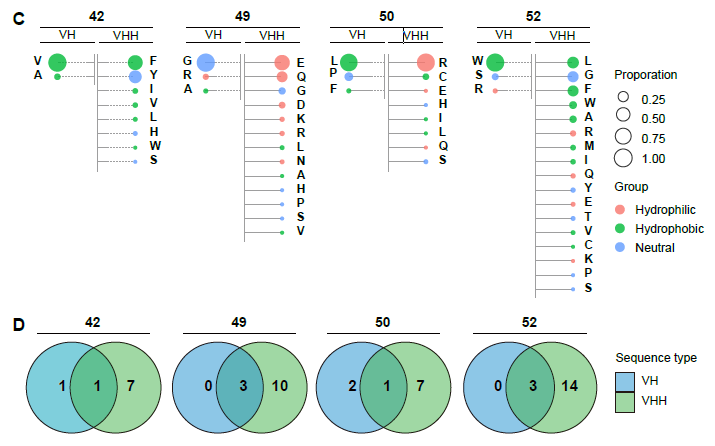 C
42 49 50 52
VH VHH VH VHH VH VHH VH VHH
V F G E L R W L
A Y R Q P C S G
I A G F E R F
V D H W
L K I A
H R L R
W L Q M
S N S I
A Q
H Y
P E
S T
V V
C
K
P
S
Proporation
0.25
0.50
0.75
1.00
Group
Hydrophilic
Hydrophobic
Neutral
D
42 49 50 52
1 1 7 0 3 10 2 1 7 0 3 14
Sequence type
VH
VHH